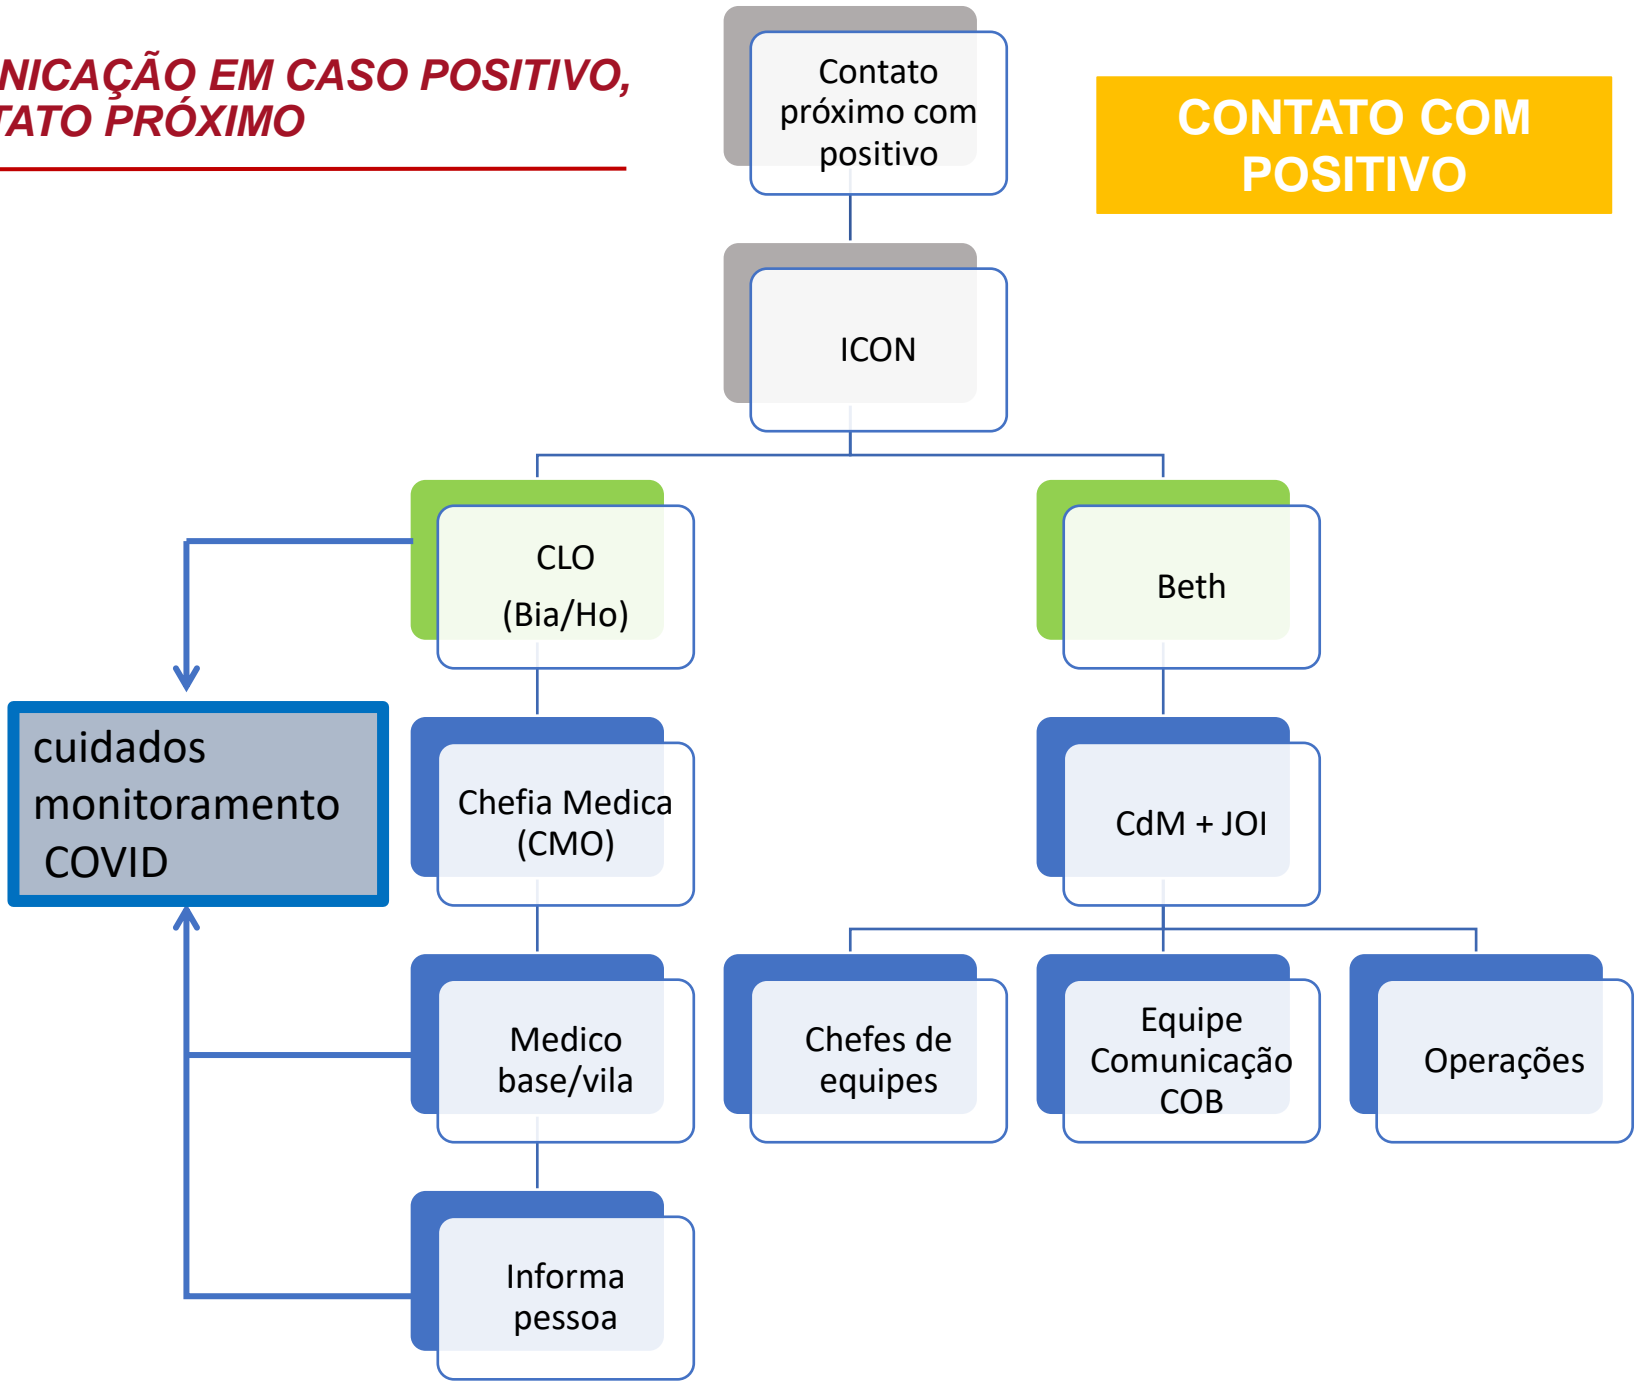 NICAÇÃO EM CASO POSITIVO,
TATO PRÓXIMO
CONTATO COM
POSITIVO
Contato
próximo com
positivo
ICON
CLO
(Bia/Ho)
Beth
cuidados
monitoramento
COVID
Chefia Medica
(CMO)
CdM + JOI
Medico
base/vila
Chefes de
equipes
Equipe
Comunicação
COB
Operações
Informa
pessoa